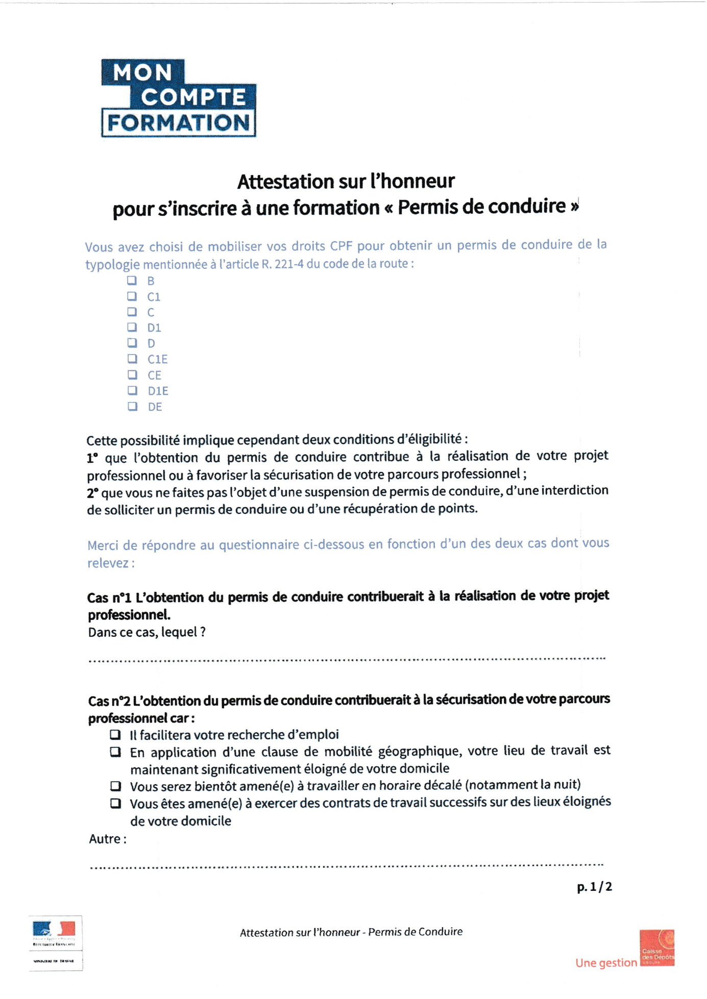 MON
COMPTE
FORMATION
Attestation sur l'honneur
pour s'inscrire à une formation « Permis de conduire »
Vous avez choisi de mobiliser vos droits CPF pour obtenir un permis de conduire de la
typologie mentionnée à l'article R. 221-4 du code de la route :
❑ B
❑ C1
❑ C
❑ D1
❑ D
❑ C1E
❑ CE
❑ D1E
❑ DE
Cette possibilité implique cependant deux conditions d'éligibilité :
1° que l'obtention du permis de conduire contribue à la réalisation de votre projet
professionnel ou à favoriser la sécurisation de votre parcours professionnel ;
2° que vous ne faites pas l'objet d'une suspension de permis de conduire, d'une interdiction
de solliciter un permis de conduire ou d'une récupération de points.
Merci de répondre au questionnaire ci-dessous en fonction d'un des deux cas dont vous
relevez :
Cas n°1 L'obtention du permis de conduire contribuerait à la réalisation de votre projet
professionnel.
Dans ce cas, lequel ?
Cas n°2 L'obtention du permis de conduire contribuerait à la sécurisation de votre parcours
professionnel car :
❑ Il facilitera votre recherche d'emploi
❑ En application d'une clause de mobilité géographique, votre lieu de travail est
maintenant significativement éloigné de votre domicile
❑ Vous serez bientôt amené(e) à travailler en horaire décalé (notamment la nuit)
❑ Vous êtes amené(e) à exercer des contrats de travail successifs sur des lieux éloignés
de votre domicile
Autre :
p. 1 / 2
Attestation sur l'honneur - Permis de Conduire
RÉPUBLIQUE FRANÇAISE
MINISTÈRE DU TRAVAIL
Une gestion
Caisse
des Dépôts
GROUPE